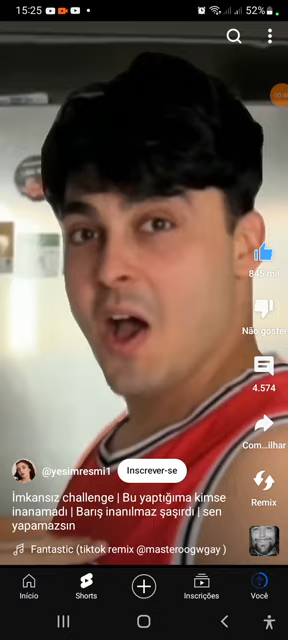 15:25
52%
845 mil
Não gostei
4.574
Com...ilhar
Remix
@yesimresmi1
Inscrever-se
İmkansız challenge | Bu yaptığıma kimse
inanamadı | Barış inanılmaz şaşırdı | sen
yapamazsın
Fantastic (tiktok remix @masteroogwgay )
Início
Shorts
Inscrições
Você